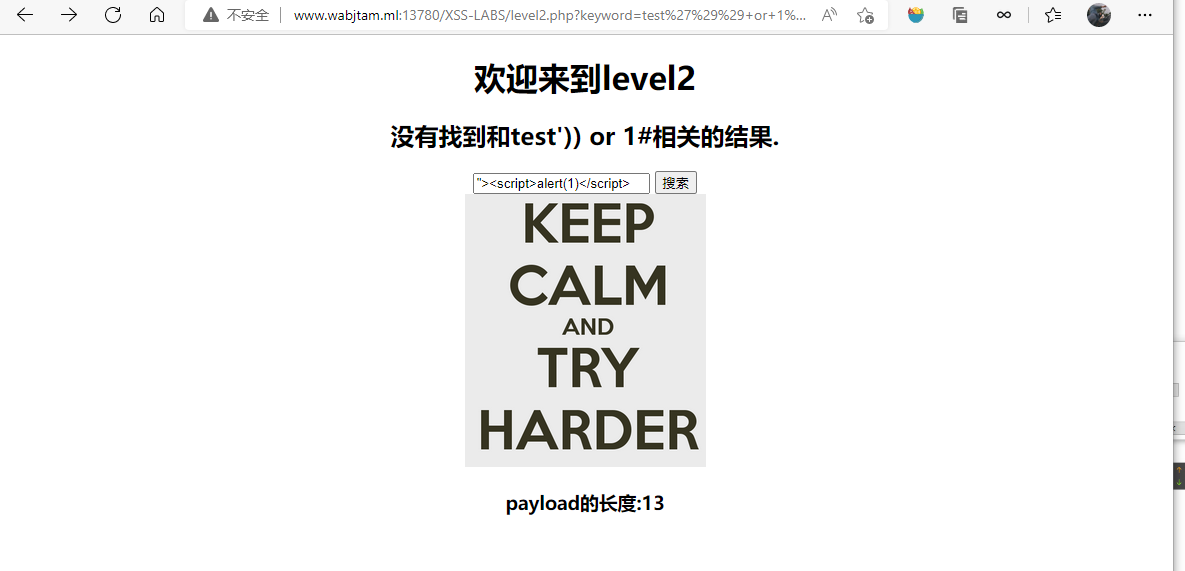 不安全 www.wabjtam.ml:13780/XSS-LABS/level2.php?keyword=test%27%29%29+or+1%...
欢迎来到level2
没有找到和test')) or 1#相关的结果.
"><script>alert(1)</script> 搜索
KEEP
CALM
AND
TRY
HARDER
payload的长度:13